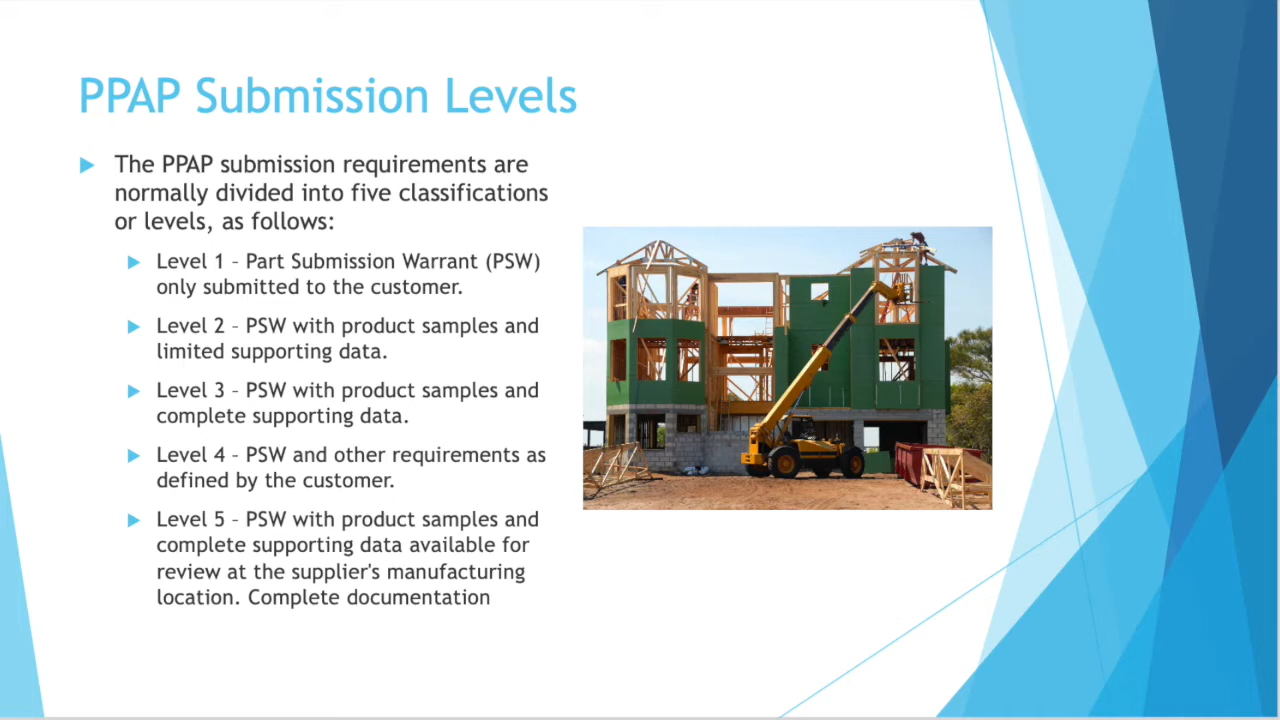 PPAP Submission Levels
The PPAP submission requirements are
normally divided into five classifications
or levels, as follows:
Level 1 – Part Submission Warrant (PSW)
only submitted to the customer.
Level 2 – PSW with product samples and
limited supporting data.
Level 3 – PSW with product samples and
complete supporting data.
Level 4 – PSW and other requirements as
defined by the customer.
Level 5 – PSW with product samples and
complete supporting data available for
review at the supplier's manufacturing
location. Complete documentation